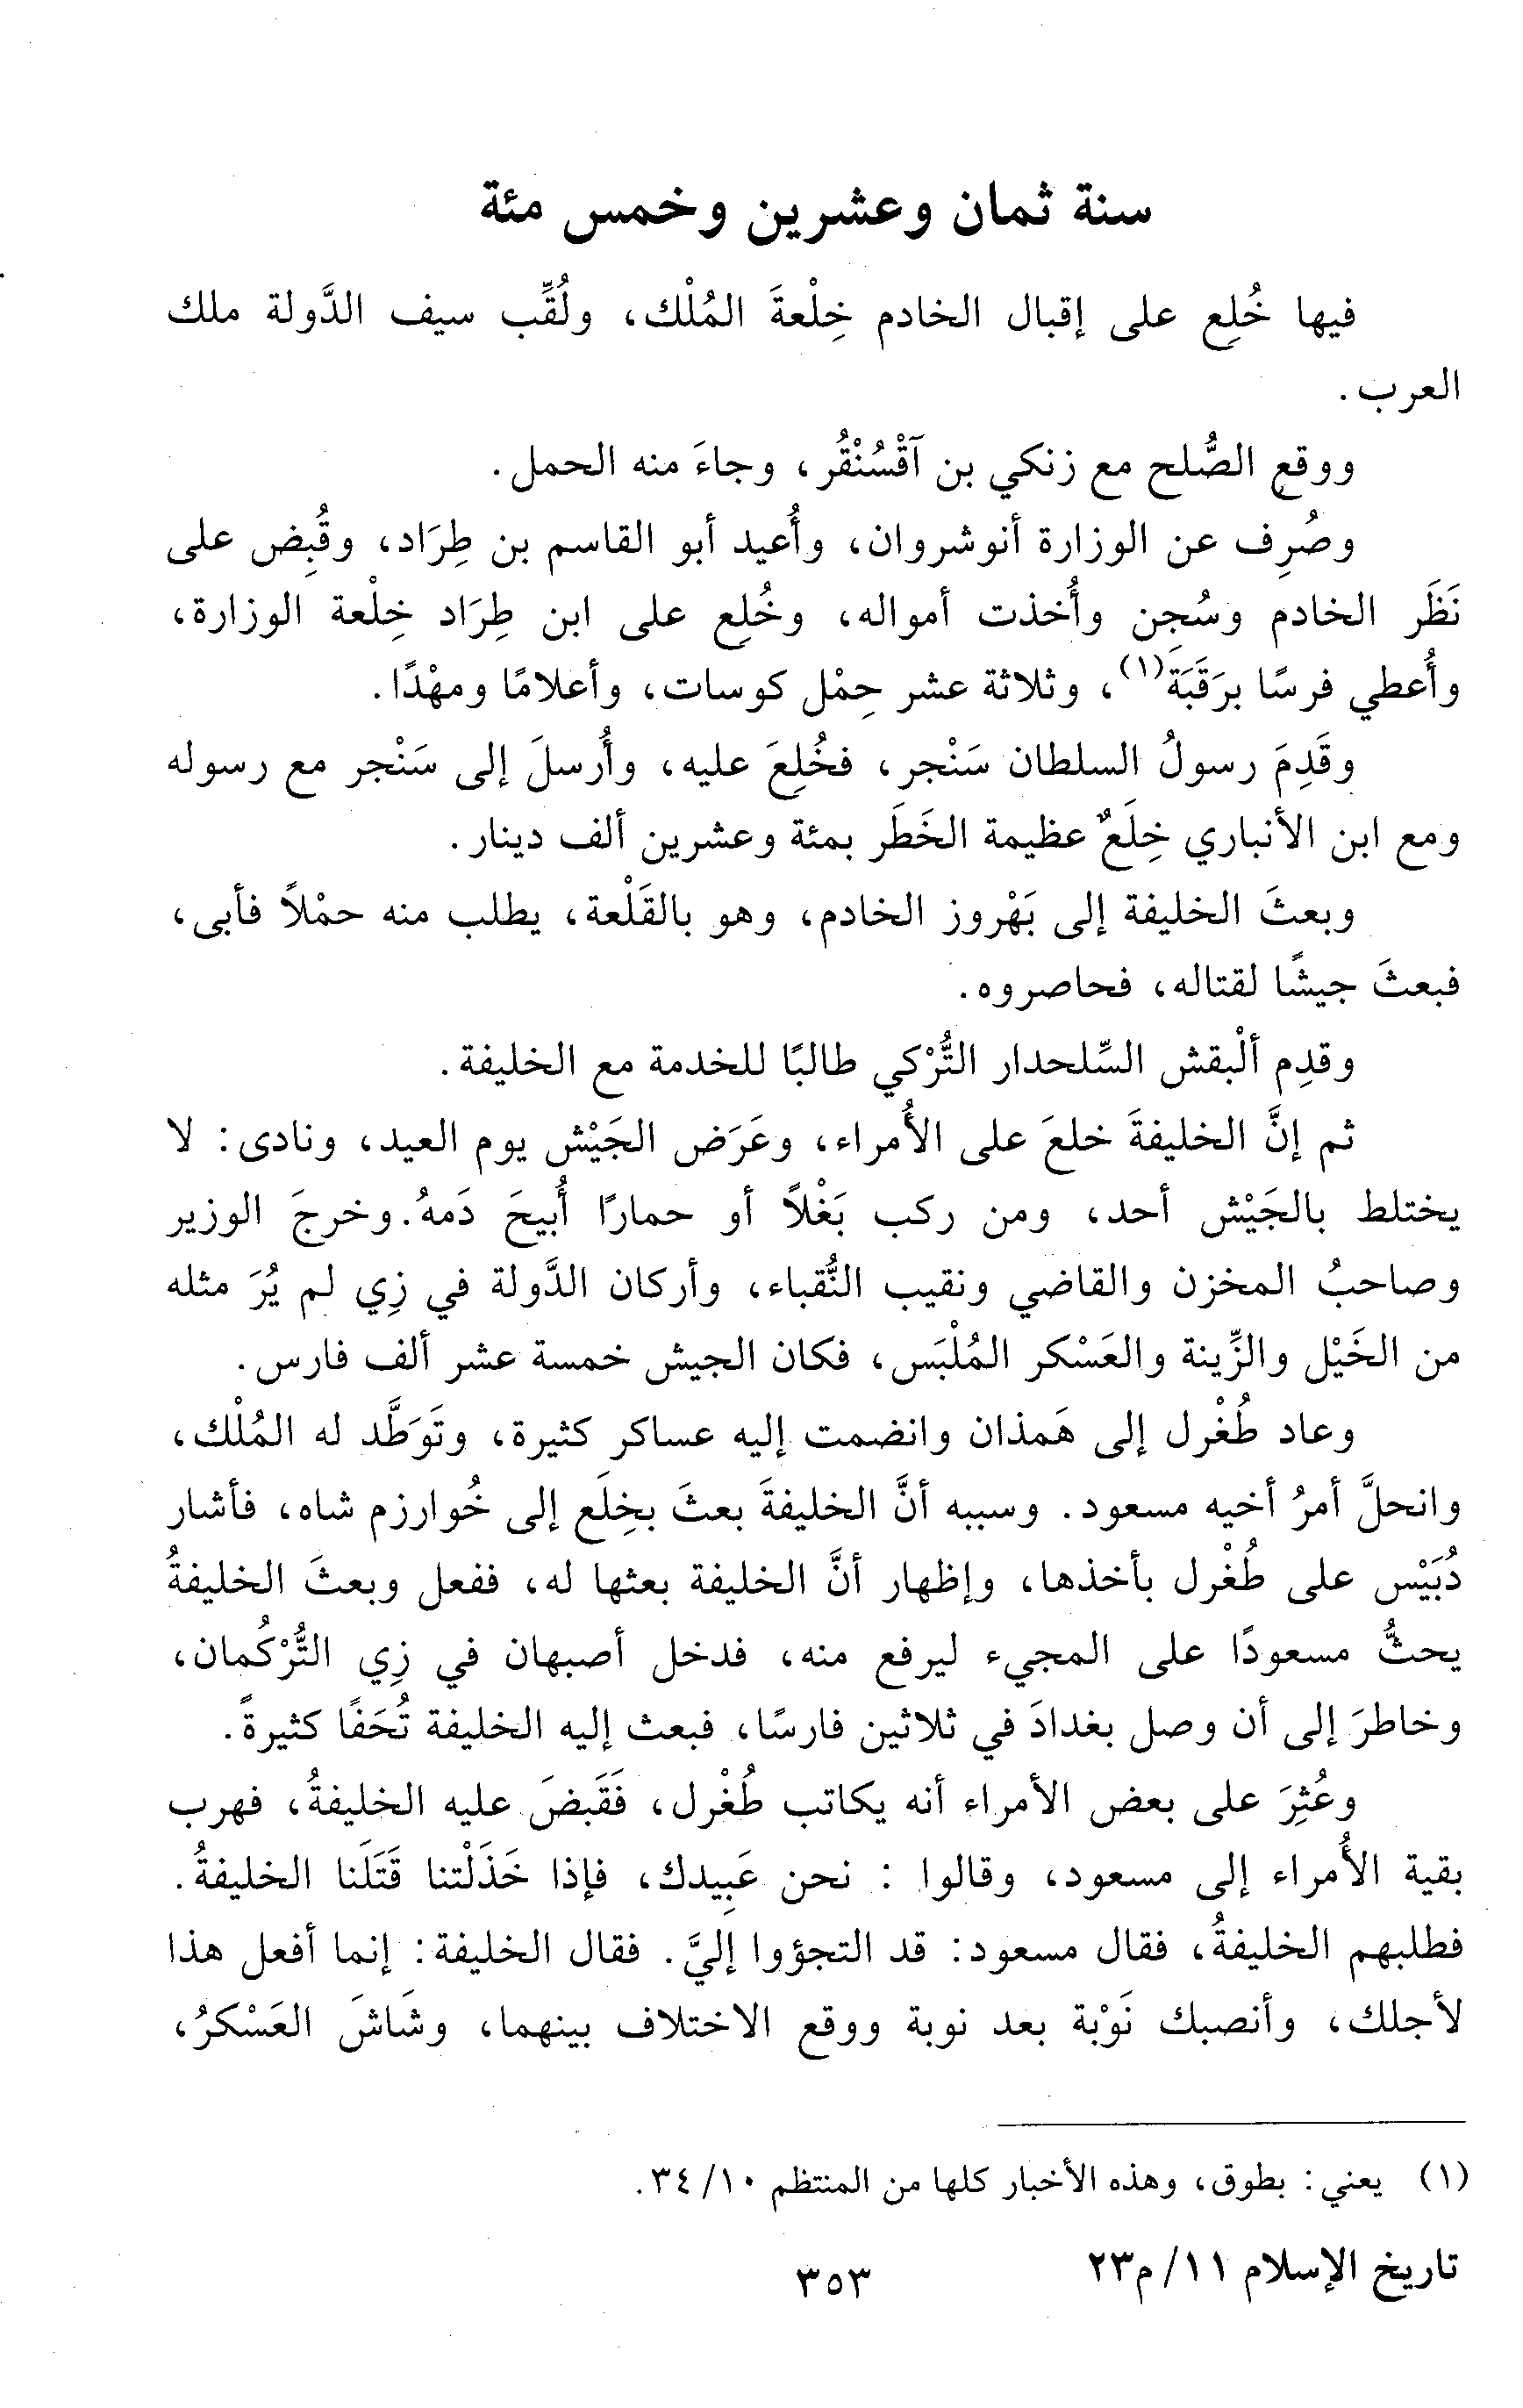 سنة ثمان وعشرين وخمس مئة
فيها خُلِع على إقبال الخادم خِلْعةَ المُلْك، ولُقِّب سيف الدَّولة ملك
العرب.
ووقع الصُّلح مع زنكي بن آقْسُنْقُر، وجاءَ منه الحمل.
وصُرِف عن الوزارة أنوشروان، وأُعيد أبو القاسم بن طِرَاد، وقُبِض على
نَظَر الخادم وسُجن وأُخذت أمواله، وخُلِع على ابن طِرَاد خِلْعة الوزارة،
وأُعطي فرسًا برَقَبَة(١)، وثلاثة عشر حِمْل كوسات، وأعلامًا ومهْدًا.
وقَدِمَ رسولُ السلطان سَنْجر، فخُلِعَ عليه، وأُرسلَ إلى سَنْجر مع رسوله
ومع ابن الأنباري خِلَعٌ عظيمة الخَطَر بمئة وعشرين ألف دينار.
وبعثَ الخليفة إلى بَهْروز الخادم، وهو بالقَلْعة، يطلب منه حمْلاً فأبى،
فبعثَ جيشًا لقتاله، فحاصروه.
وقدِم ألْبقش السِّلحدار التُّرْكي طالبًا للخدمة مع الخليفة.
ثم إنَّ الخليفةَ خلعَ على الأُمراء، وعَرَض الجَيْش يوم العيد، ونادى: لا
يختلط بالجَيْش أحد، ومن ركب بَغْلاً أو حمارًا أُبيحَ دَمهُ. وخرجَ الوزير
وصاحبُ المخزن والقاضي ونقيب النُّقباء، وأركان الدَّولة في زِي لم يُرَ مثله
من الخَيْل والزِّينة والعَسْكر المُلْبَس، فكان الجيش خمسة عشر ألف فارس.
وعاد طُغْرل إلى هَمذان وانضمت إليه عساكر كثيرة، وتَوَطَّد له المُلْك،
وانحلَّ أمرُ أخيه مسعود. وسببه أنَّ الخليفةَ بعثَ بخِلَع إلى خُوارزم شاه، فأشار
دُبَيْس على طُغْرل بأخذها، وإظهار أنَّ الخليفة بعثها له، ففعل وبعثَ الخليفةُ
يحثُّ مسعودًا على المجيء ليرفع منه، فدخل أصبهان في زِي التُّرْكُمان،
وخاطرَ إلى أن وصل بغدادَ في ثلاثين فارسًا، فبعث إليه الخليفة تُحَفًا كثيرةً.
وعُثِرَ على بعض الأمراء أنه يكاتب طُغْرل، فَقَبضَ عليه الخليفةُ، فهرب
بقية الأُمراء إلى مسعود، وقالوا : نحن عَبِيدك، فإذا خَذَلْتنا قَتَلَنا الخليفةُ.
فطلبهم الخليفةُ، فقال مسعود: قد التجؤوا إليَّ. فقال الخليفة: إنما أفعل هذا
لأجلك، وأنصبك نَوْبة بعد نوبة ووقع الاختلاف بينهما، وشَاشَ العَسْكرُ،
(١) يعني: بطوق، وهذه الأخبار كلها من المنتظم ١٠/ ٣٤.
تاريخ الإسلام ١١/ م٢٣
٣٥٣